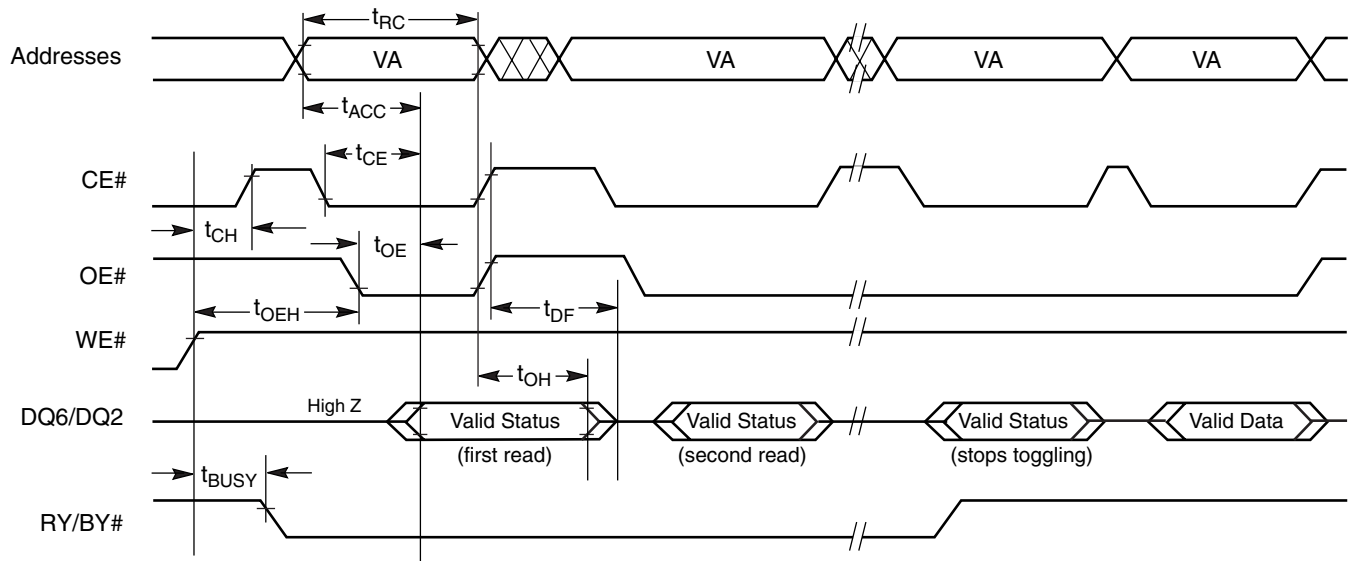 tRC
Addresses VA VA VA VA
tACC
tCE
CE#
tCH tOE
OE#
tOEH tDF
WE#
tOH
DQ6/DQ2 High Z Valid Status Valid Status Valid Status Valid Data
(first read) (second read) (stops toggling)
tBUSY
RY/BY#